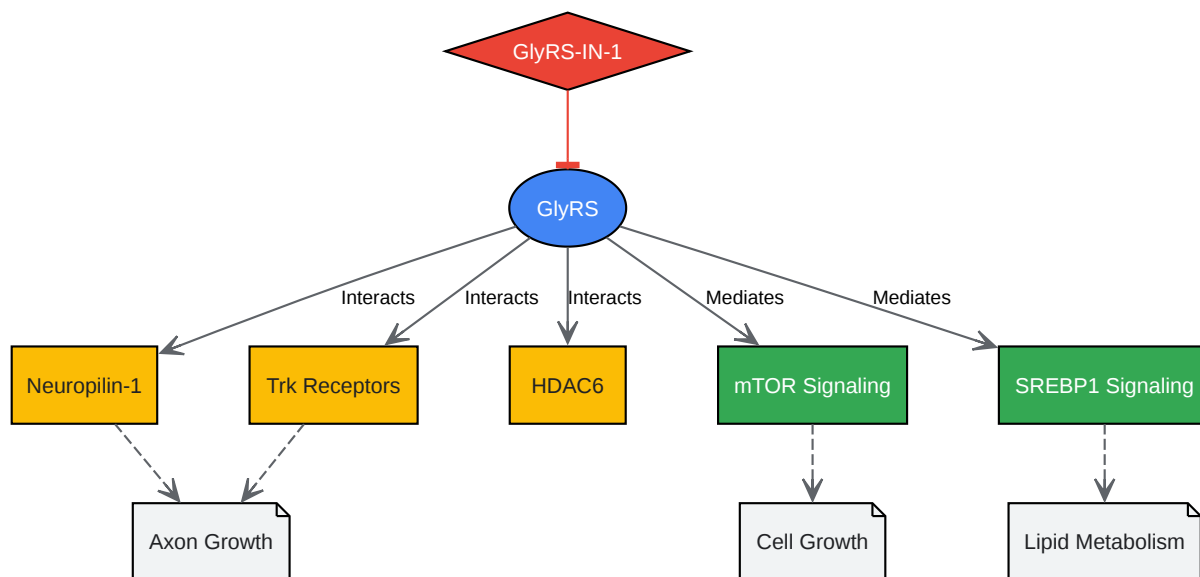 GlyRS-IN-1
GlyRS
Interacts
Interacts
Interacts
Mediates
Mediates
Neuropilin-1
Trk Receptors
HDAC6
mTOR Signaling
SREBP1 Signaling
Axon Growth
Cell Growth
Lipid Metabolism